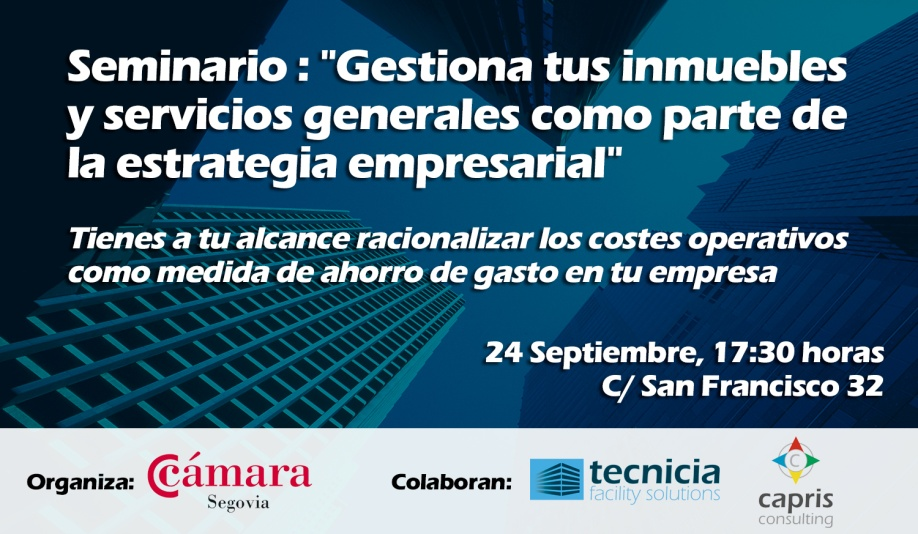 Seminario : "Gestiona tus inmuebles
y servicios generales como parte de
la estrategia empresarial"
Tienes a tu alcance racionalizar los costes operativos
como medida de ahorro de gasto en tu empresa
24 Septiembre, 17:30 horas
C/ San Francisco 32
Organiza:
cámara
Segovia
Colaboran:
tecnicia
facility solutions
C
capris
consulting